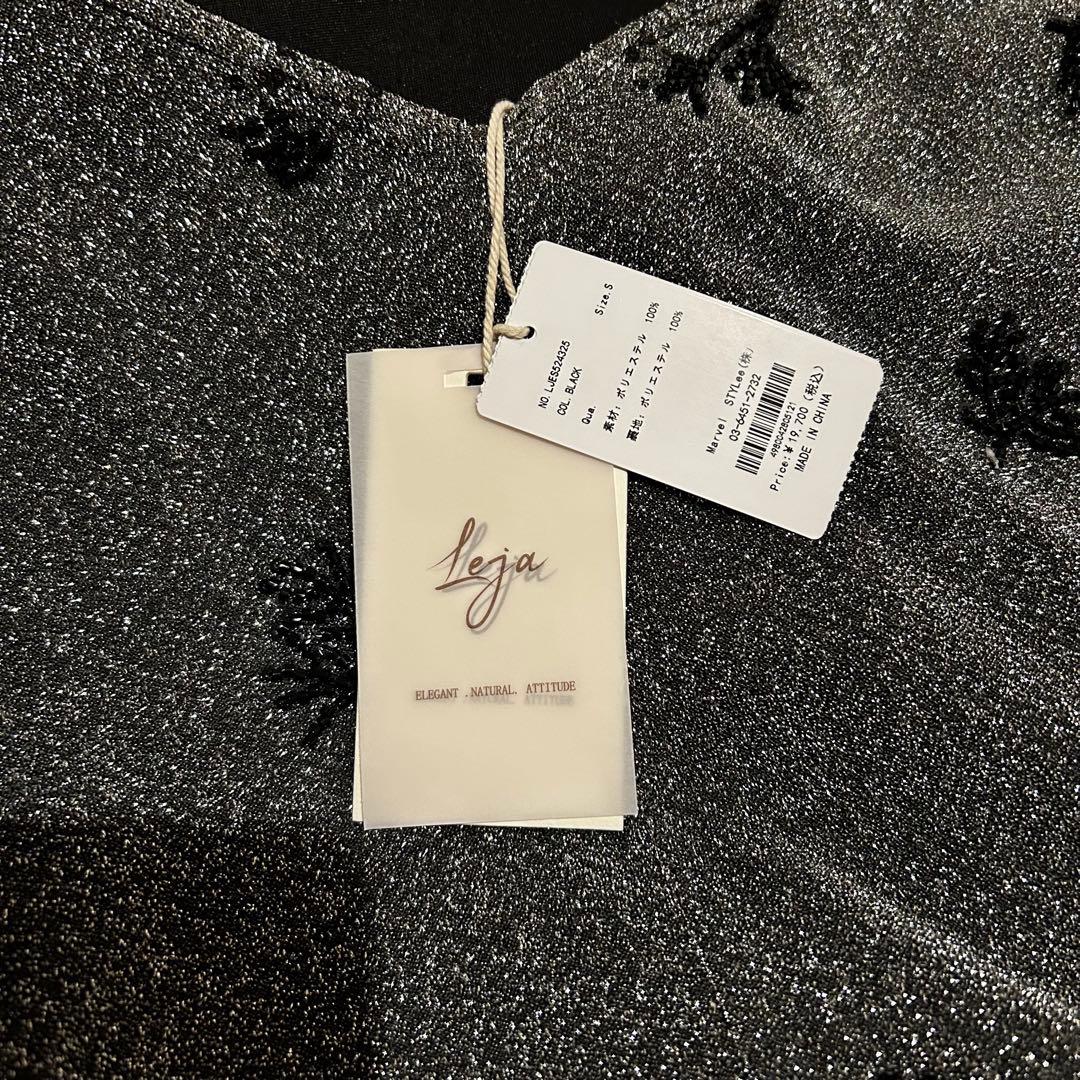 NO. LJES524325
Size. S
COL. BLACK
Qua.
素材: ポリエステル 100%
裏地: ポリエステル 100%
Marvel STYLee(株)
03-6451-2732
4980042805121
Price:￥19,700(税込)
MADE IN CHINA
Leja
ELEGANT .NATURAL. ATTITUDE